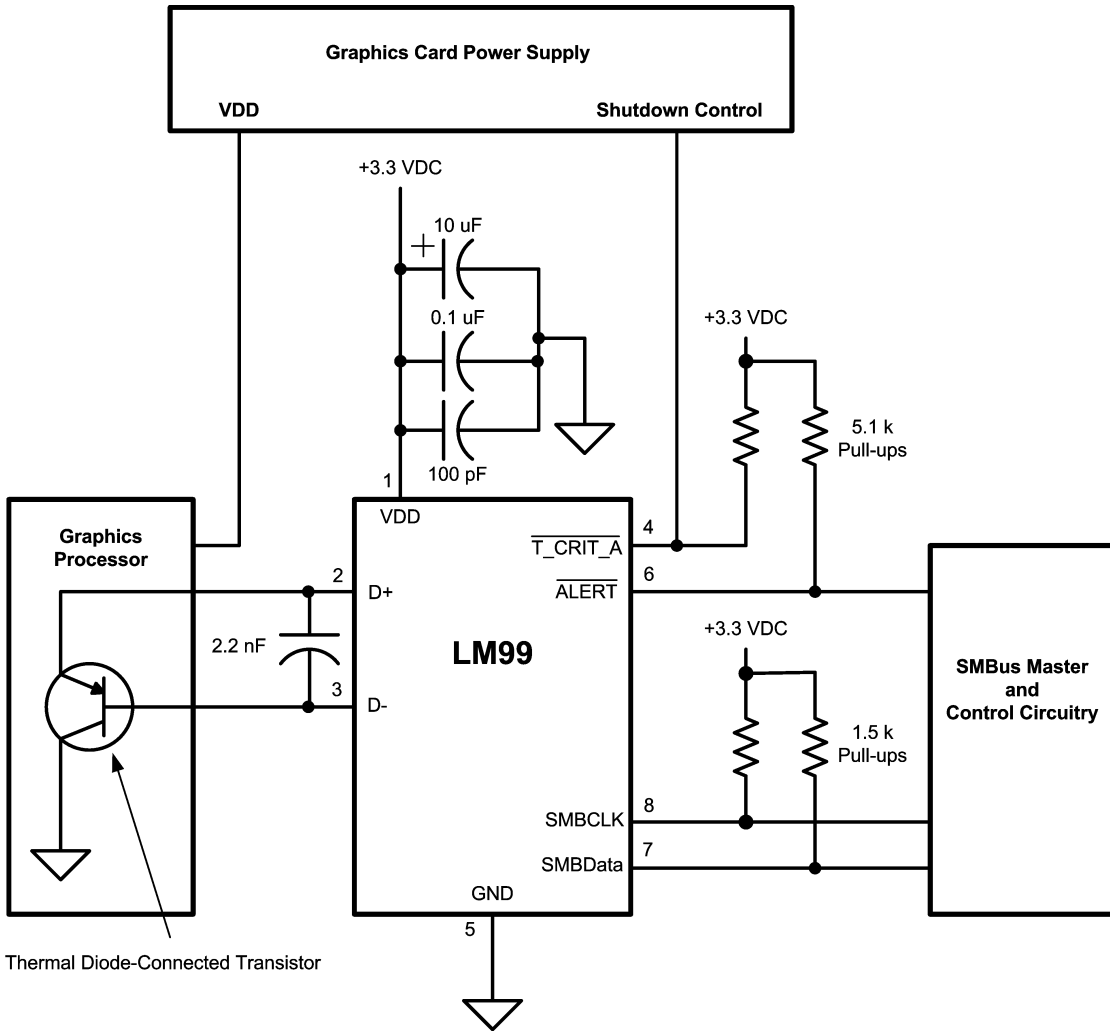 Graphics Card Power Supply
VDD
Shutdown Control
+3.3 VDC
10 uF
0.1 uF
100 pF
+3.3 VDC
5.1 k
Pull-ups
1
VDD
Graphics
Processor
T_CRIT_A
4
ALERT
6
2
D+
2.2 nF
LM99
3
D-
+3.3 VDC
1.5 k
Pull-ups
SMBus Master
and
Control Circuitry
SMBCLK
8
SMBData
7
GND
5
Thermal Diode-Connected Transistor